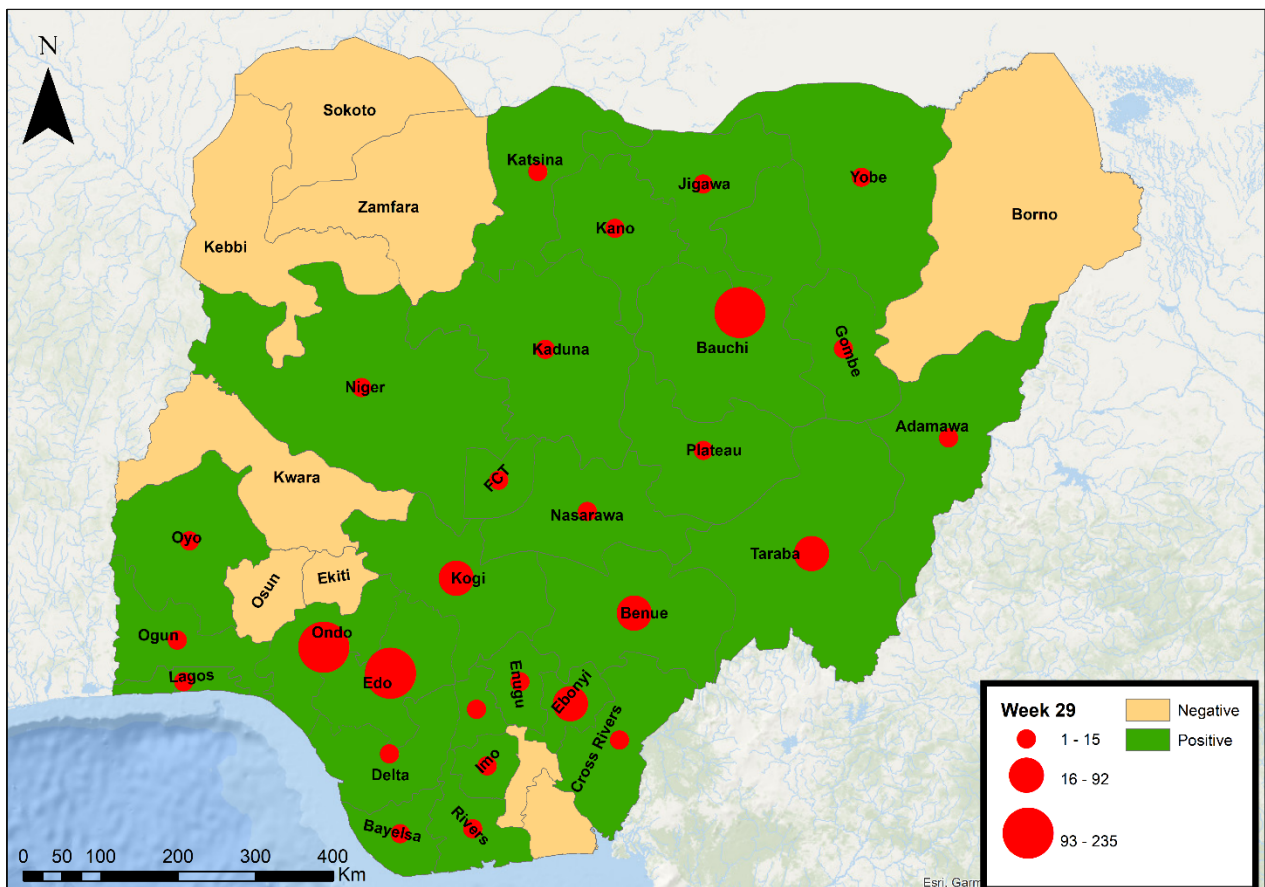 N
Sokoto
Katsina
Jigawa
Yobe
Zamfara
Borno
Kano
Kebbi
Kaduna
Bauchi
Gombe
Niger
Adamawa
Plateau
FCT
Kwara
Nasarawa
Oyo
Taraba
Kogi
Osun
Ekiti
Benue
Ogun
Ondo
Lagos
Edo
Enugu
Ebonyi
Cross Rivers
Delta
Imo
Bayelsa
Rivers
0 50 100 200 300 400
Km
Week 29
1 - 15
16 - 92
93 - 235
Negative
Positive
Esri, Garm